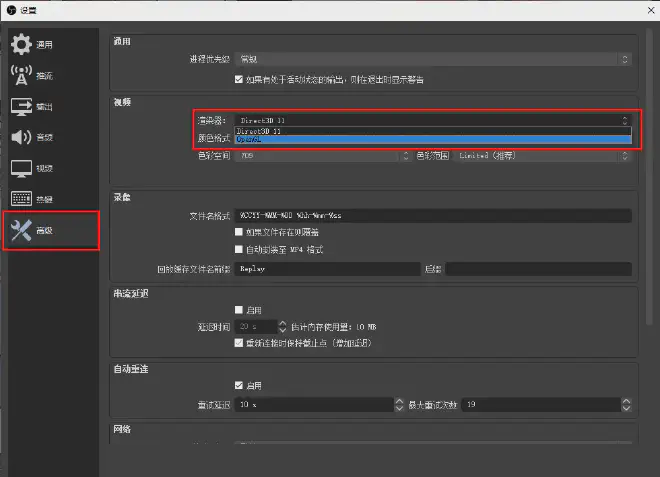 设置
通用
推流
输出
音频
视频
热键
高级
通用
进程优先级 常规
如果有处于活动状态的输出，则在退出时显示警告
视频
渲染器： Direct3D 11
Direct3D 11
OpenGL
颜色格式
色彩空间 709 色彩范围 Limited (推荐)
录像
文件名格式 %CCYY-%MM-%DD %hh-%mm-%ss
如果文件存在则覆盖
自动封装至 MP4 格式
回放缓存文件名前缀 Replay 后缀
串流延迟
启用
延迟时间 20 s 估计内存使用量：10 MB
重新连接时保持截止点 (增加延迟)
自动重连
启用
重试延迟 10 s 最大重试次数 19
网络